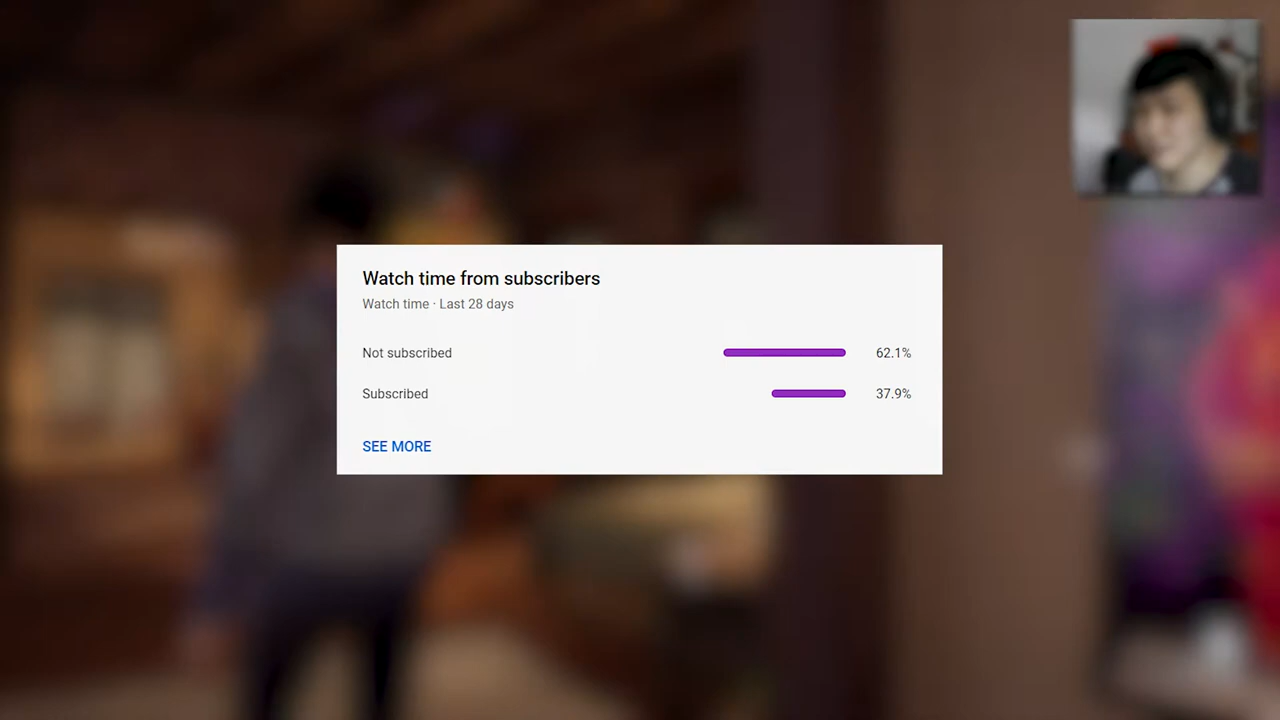 Watch time from subscribers
Watch time · Last 28 days
Not subscribed 62.1%
Subscribed 37.9%
SEE MORE